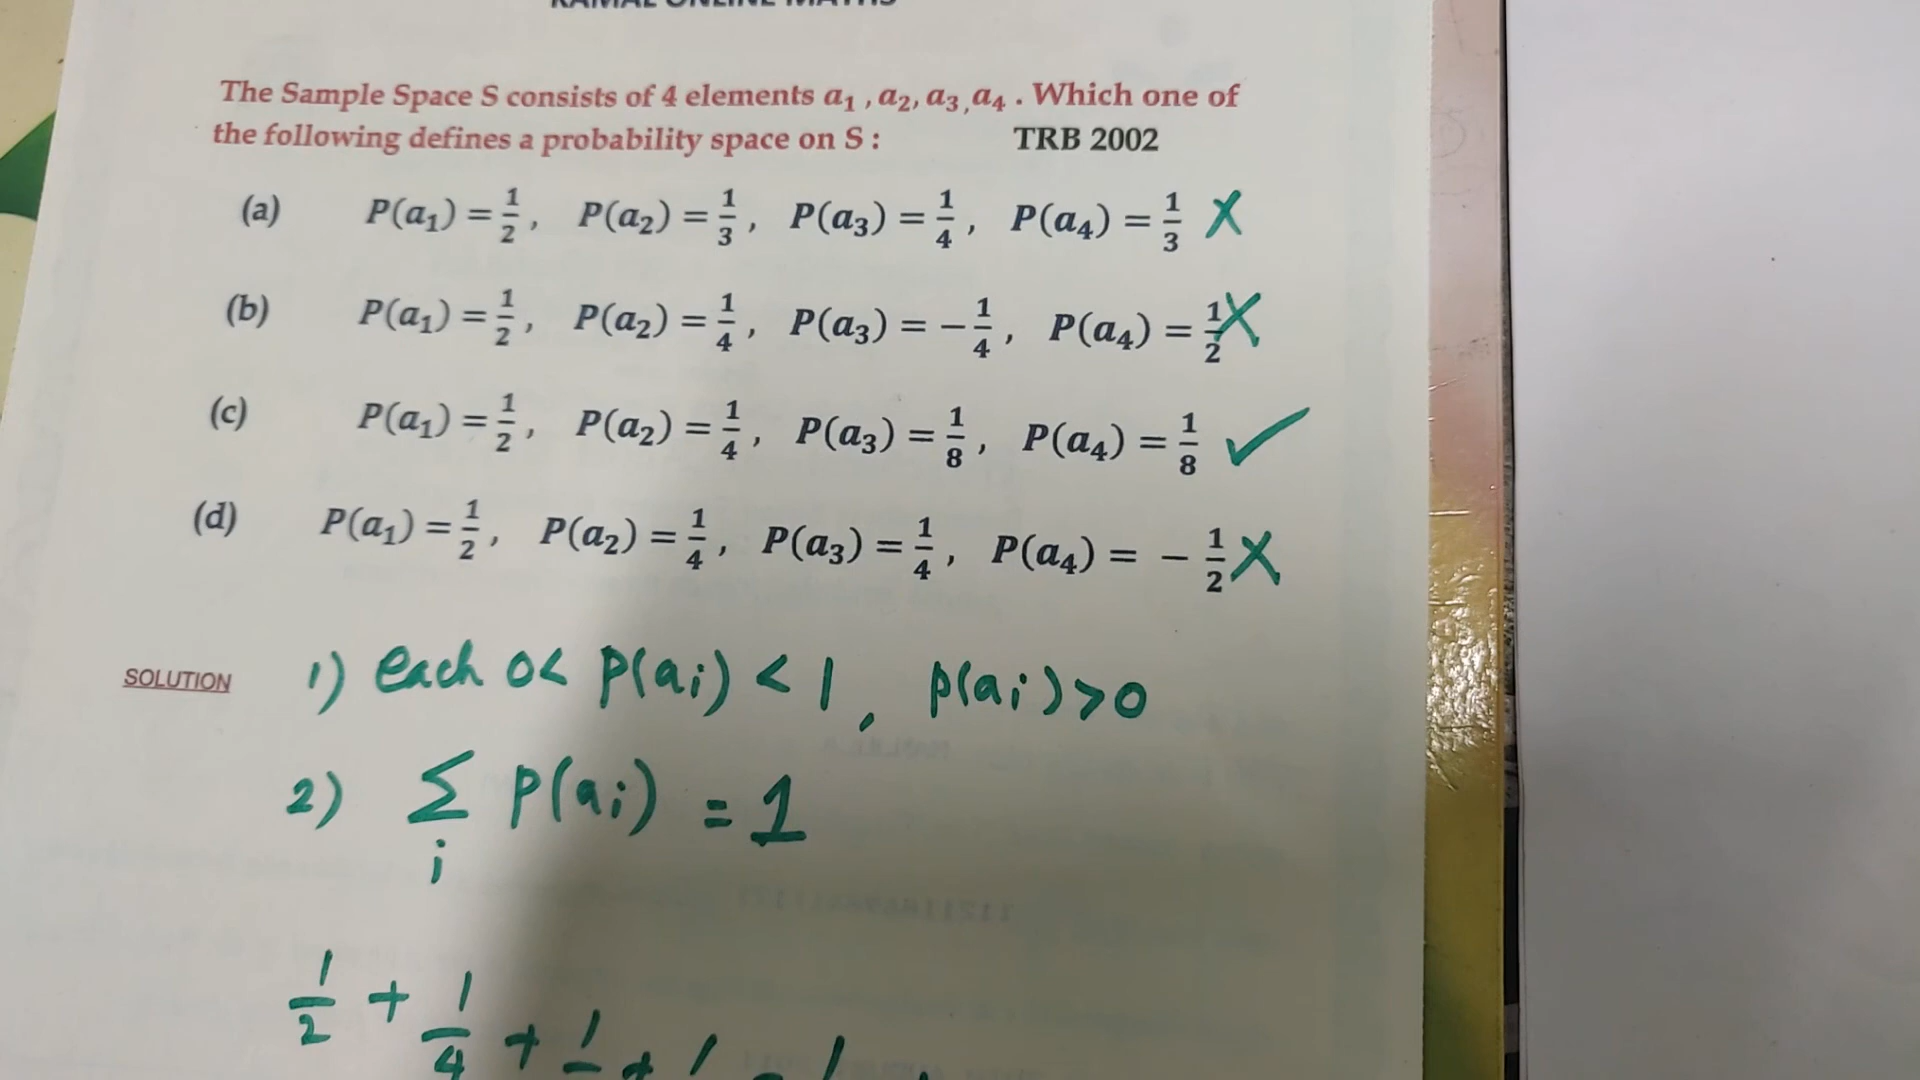 KAMAL ONLINE MATHS
The Sample Space S consists of 4 elements a₁ , a₂, a₃ ,a₄ . Which one of
the following defines a probability space on S : TRB 2002
(a) P(a₁) = 1/2 , P(a₂) = 1/3 , P(a₃) = 1/4 , P(a₄) = 1/3 X
(b) P(a₁) = 1/2 , P(a₂) = 1/4 , P(a₃) = − 1/4 , P(a₄) = 1/2 X
(c) P(a₁) = 1/2 , P(a₂) = 1/4 , P(a₃) = 1/8 , P(a₄) = 1/8 ✓
(d) P(a₁) = 1/2 , P(a₂) = 1/4 , P(a₃) = 1/4 , P(a₄) = − 1/2 X
SOLUTION 1) each 0< p(ai) < 1, p(ai) >0
2) Σ i p(ai) = 1
1/2 + 1/4 +